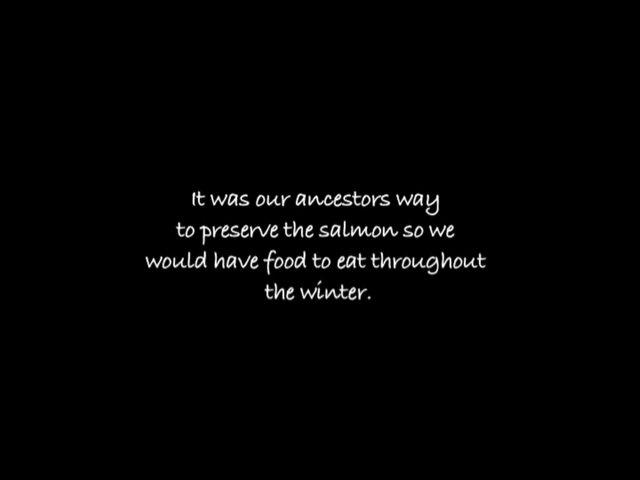 It was our ancestors way
to preserve the salmon so we
would have food to eat throughout
the winter.